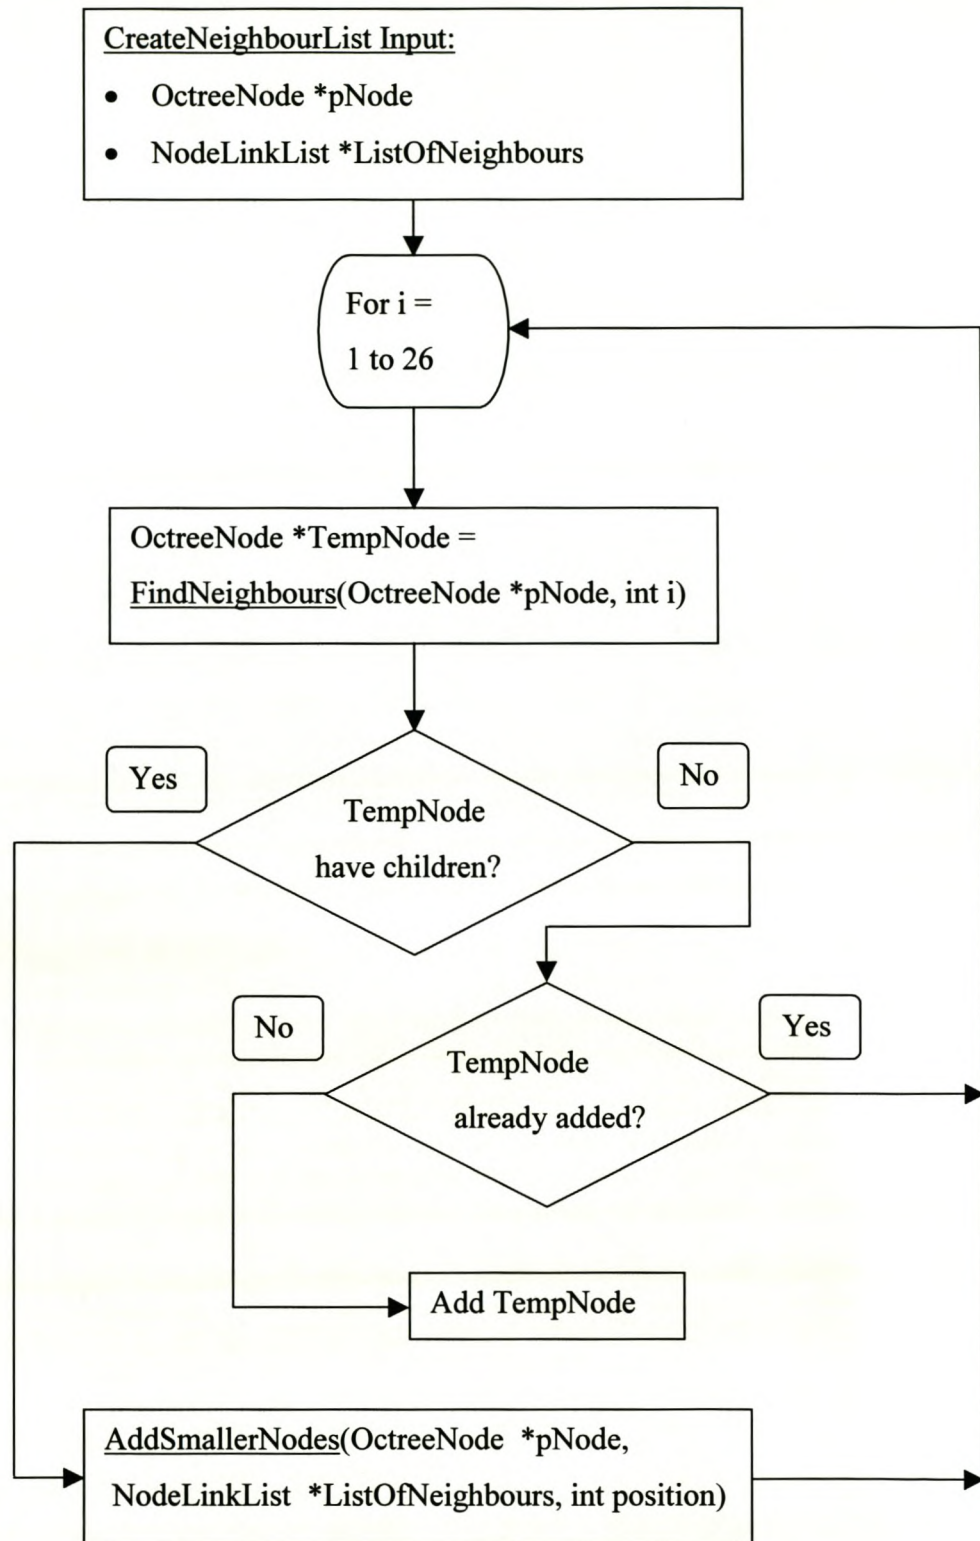 CreateNeighbourList Input:
• OctreeNode *pNode
• NodeLinkList *ListOfNeighbours
For i =
1 to 26
OctreeNode *TempNode =
FindNeighbours(OctreeNode *pNode, int i)
Yes
No
TempNode
have children?
No
Yes
TempNode
already added?
Add TempNode
AddSmallerNodes(OctreeNode *pNode,
NodeLinkList *ListOfNeighbours, int position)